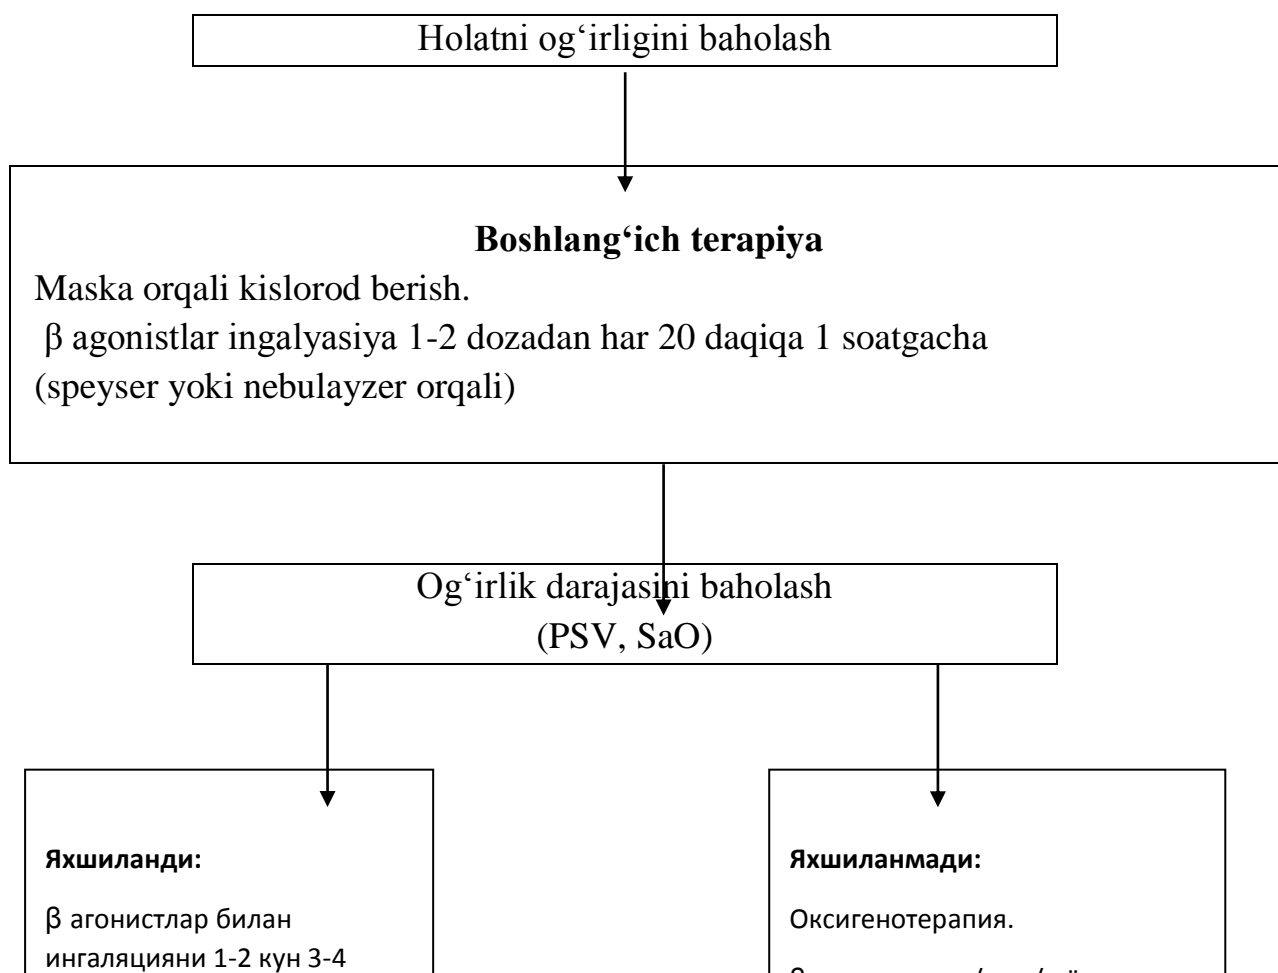 Holatni og‘irligini baholash
Boshlang‘ich terapiya
Maska orqali kislorod berish.
β agonistlar ingalyasiya 1-2 dozadan har 20 daqiqa 1 soatgacha
(speyser yoki nebulayzer orqali)
Og‘irlik darajasini baholash
(PSV, SaO)
Яхшиланди:
β агонистлар билан
ингаляцияни 1-2 кун 3-4
Яхшиланмади:
Оксигенотерапия.